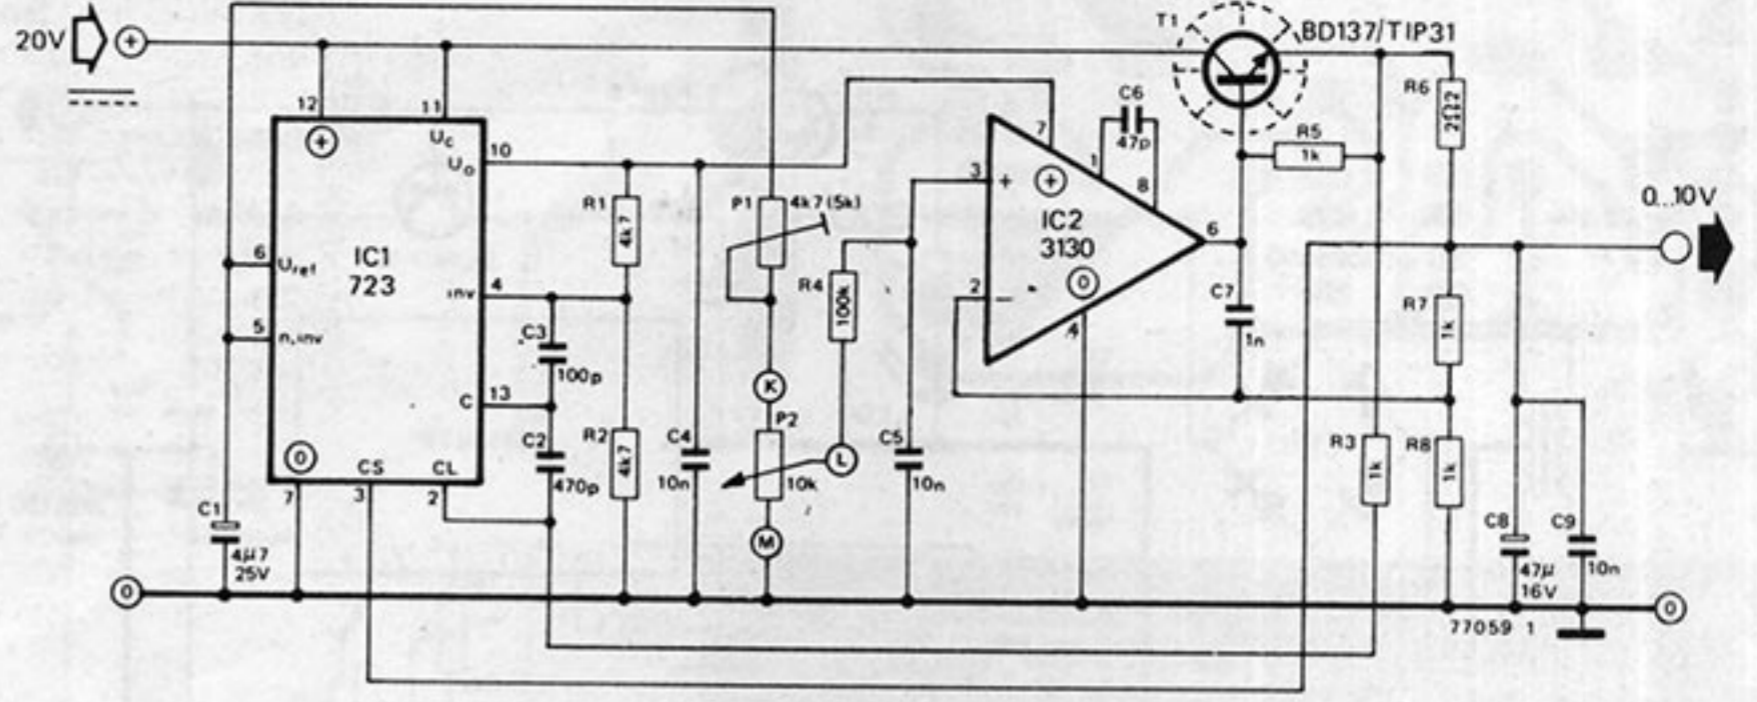 20V
+
T1
BD137/TIP31
12
11
+
Uc
Uo
10
R1
4k7
P1
4k7(5k)
7
C6
47p
1
8
3
+
+
IC2
3130
0
6
2
−
4
R5
1k
R6
2Ω2
0...10V
6
Uref
IC1
723
inv
4
5
n.inv
C3
100p
C
13
R4
100k
K
P2
10k
L
M
C7
1n
R7
1k
0
CS
CL
7
3
2
C2
470p
R2
4k7
C4
10n
C5
10n
R3
1k
R8
1k
C1
4µ7
25V
C8
47µ
16V
C9
10n
0
0
77059 1